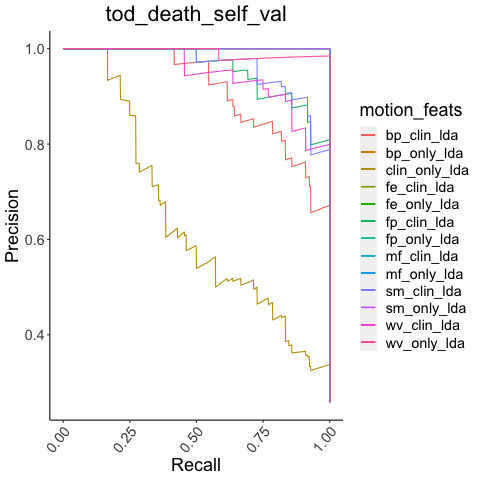 tod_death_self_val
1.0
0.8
0.6
0.4
Precision
0.00
0.25
0.50
0.75
1.00
Recall
motion_feats
bp_clin_lda
bp_only_lda
clin_only_lda
fe_clin_lda
fe_only_lda
fp_clin_lda
fp_only_lda
mf_clin_lda
mf_only_lda
sm_clin_lda
sm_only_lda
wv_clin_lda
wv_only_lda